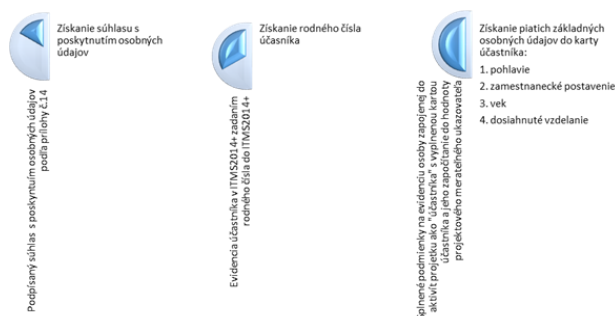 Získanie súhlasu s
poskytnutím osobných
údajov
Podpísaný súhlas s poskyntuím osobných údajov
podľa prílohy č.14
Získanie rodného čísla
účasníka
Evidencia účastníka v ITMS2014+ zadaním
rodného čísla do ITMS2014+
Získanie piatich základných
osobných údajov do karty
účastníka:
1. pohlavie
2. zamestnanecké postavenie
3. vek
4. dosiahnuté vzdelanie
podmienky na evidenciu osoby zapojenej do
aktivít projetku ako "účastníka" s vyplnenou kartou
účastníka a jeho započítanie do hodnoty
projektového merateľného ukazovateľa